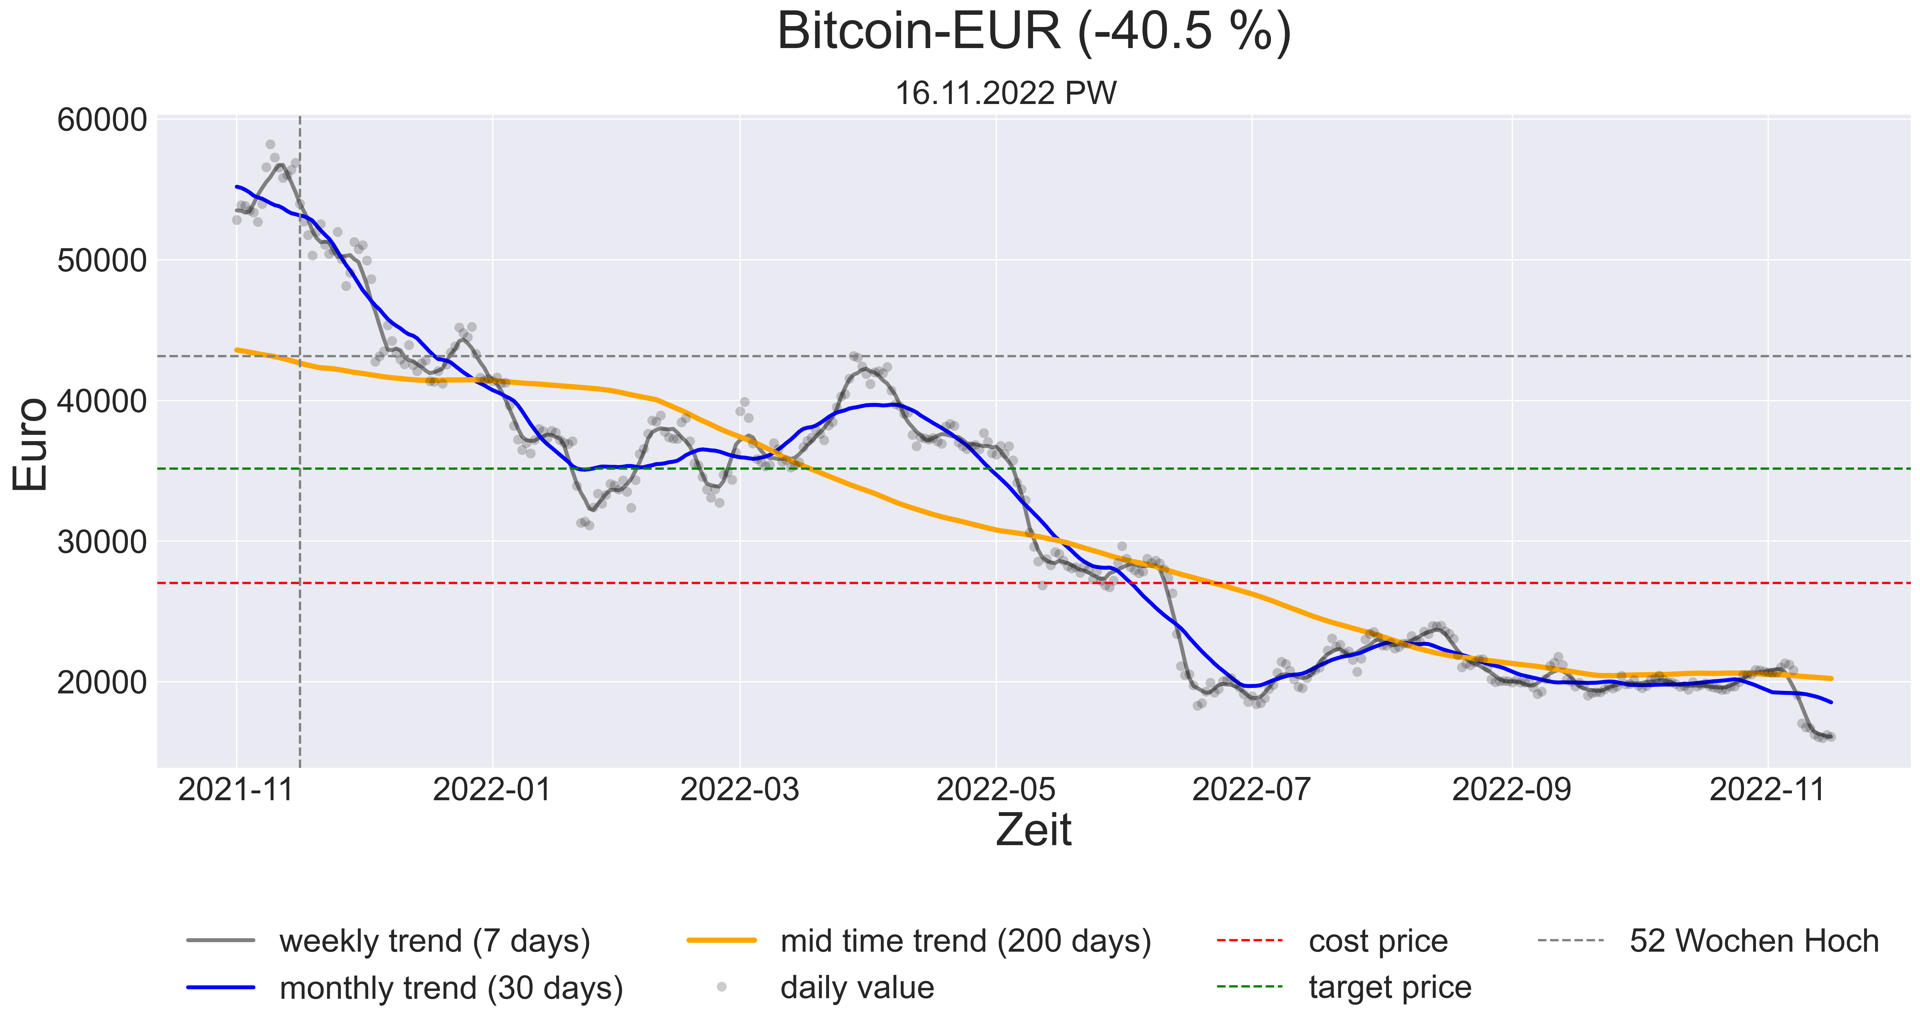 Bitcoin-EUR (-40.5 %)
16.11.2022 PW
60000
50000
40000
30000
20000
Euro
2021-11
2022-01
2022-03
2022-05
2022-07
2022-09
2022-11
Zeit
weekly trend (7 days)
monthly trend (30 days)
mid time trend (200 days)
daily value
cost price
target price
52 Wochen Hoch